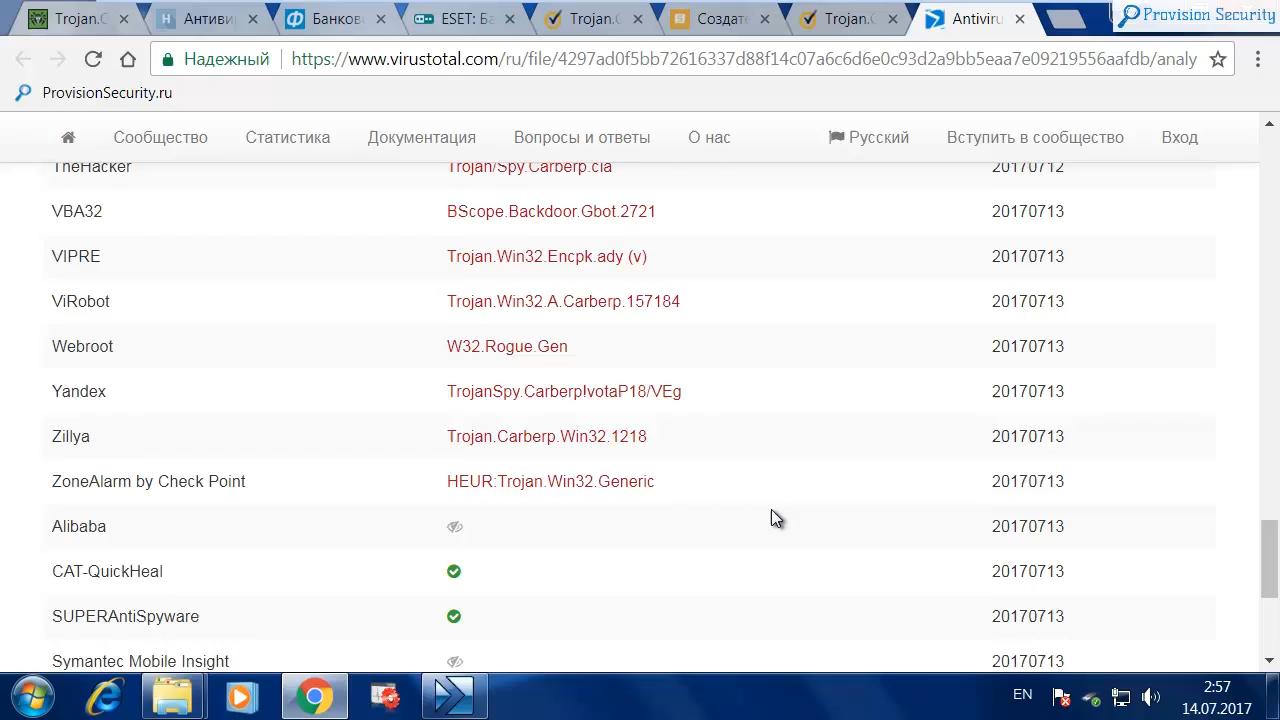 Trojan.C
Антиви
Банков
ESET: Ба
Trojan.C
Создате
Trojan.C
Antiviru
Provision Security
Надежный https://www.virustotal.com/ru/file/4297ad0f5bb72616337d88f14c07a6c6d6e0c93d2a9bb5eaa7e09219556aafdb/analy
ProvisionSecurity.ru
Сообщество Статистика Документация Вопросы и ответы О нас Русский Вступить в сообщество Вход
TheHacker Trojan/Spy.Carberp.cla 20170712
VBA32 BScope.Backdoor.Gbot.2721 20170713
VIPRE Trojan.Win32.Encpk.ady (v) 20170713
ViRobot Trojan.Win32.A.Carberp.157184 20170713
Webroot W32.Rogue.Gen 20170713
Yandex TrojanSpy.Carberp!votaP18/VEg 20170713
Zillya Trojan.Carberp.Win32.1218 20170713
ZoneAlarm by Check Point HEUR:Trojan.Win32.Generic 20170713
Alibaba 20170713
CAT-QuickHeal 20170713
SUPERAntiSpyware 20170713
Symantec Mobile Insight 20170713
EN 2:57
14.07.2017